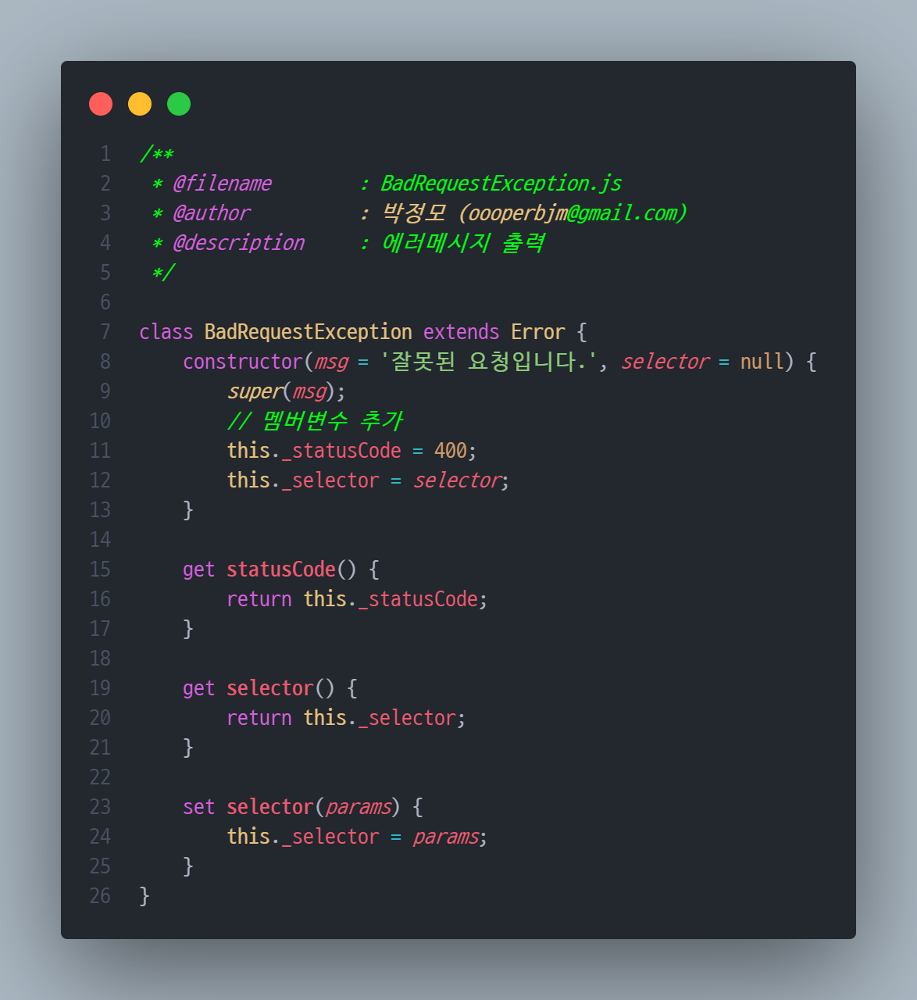 1 /**
2  * @filename        : BadRequestException.js
3  * @author          : 박정모 (oooperbjm@gmail.com)
4  * @description     : 에러메시지 출력
5  */
6
7 class BadRequestException extends Error {
8     constructor(msg = '잘못된 요청입니다.', selector = null) {
9         super(msg);
10         // 멤버변수 추가
11         this._statusCode = 400;
12         this._selector = selector;
13     }
14
15     get statusCode() {
16         return this._statusCode;
17     }
18
19     get selector() {
20         return this._selector;
21     }
22
23     set selector(params) {
24         this._selector = params;
25     }
26 }